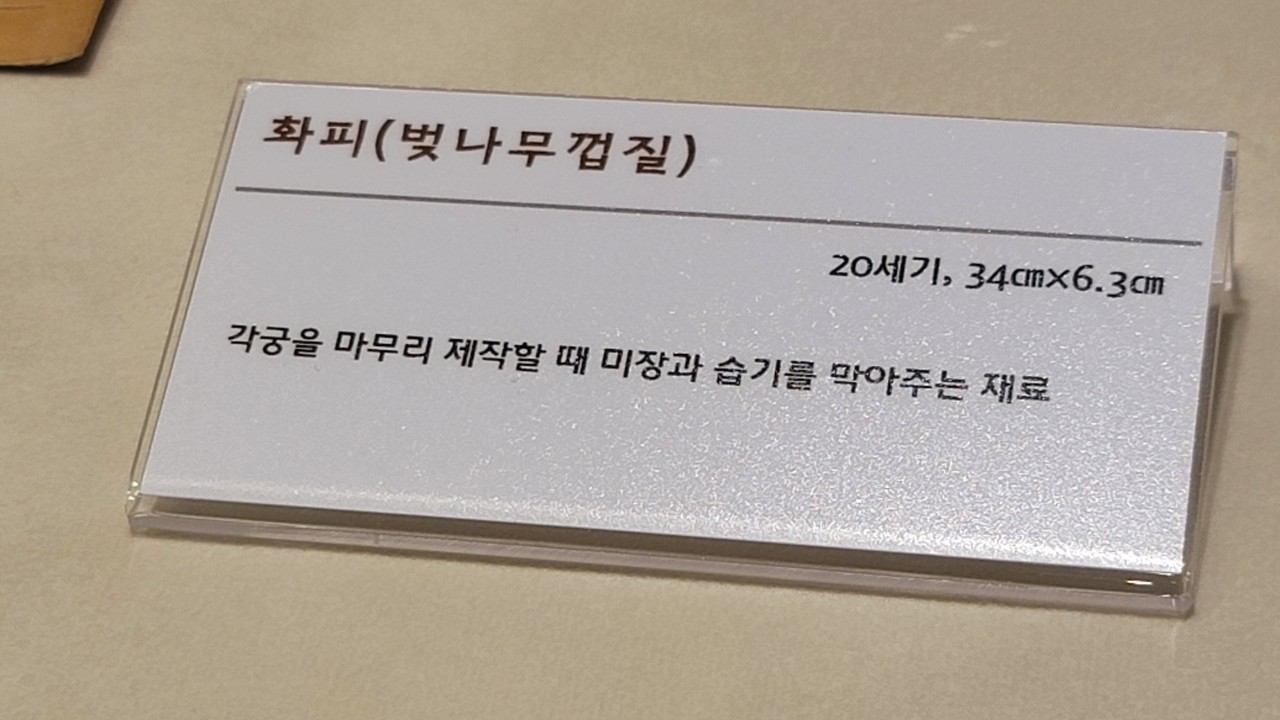 화피(벚나무껍질)
20세기, 34㎝×6.3㎝
각궁을 마무리 제작할 때 미장과 습기를 막아주는 재료